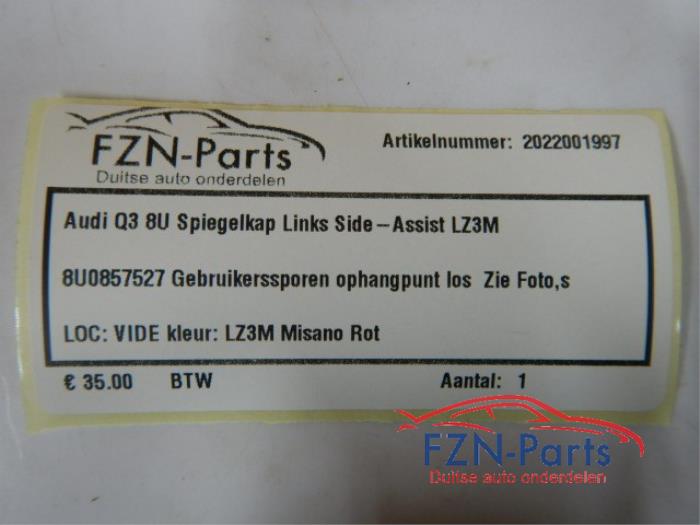 FZN-Parts
Duitse auto onderdelen
Artikelnummer: 2022001997
Audi Q3 8U Spiegelkap Links Side-Assist LZ3M
8U0857527 Gebruikerssporen ophangpunt los Zie Foto,s
LOC: VIDE kleur: LZ3M Misano Rot
€ 35.00 BTW Aantal: 1
FZN-Parts
Duitse auto onderdelen